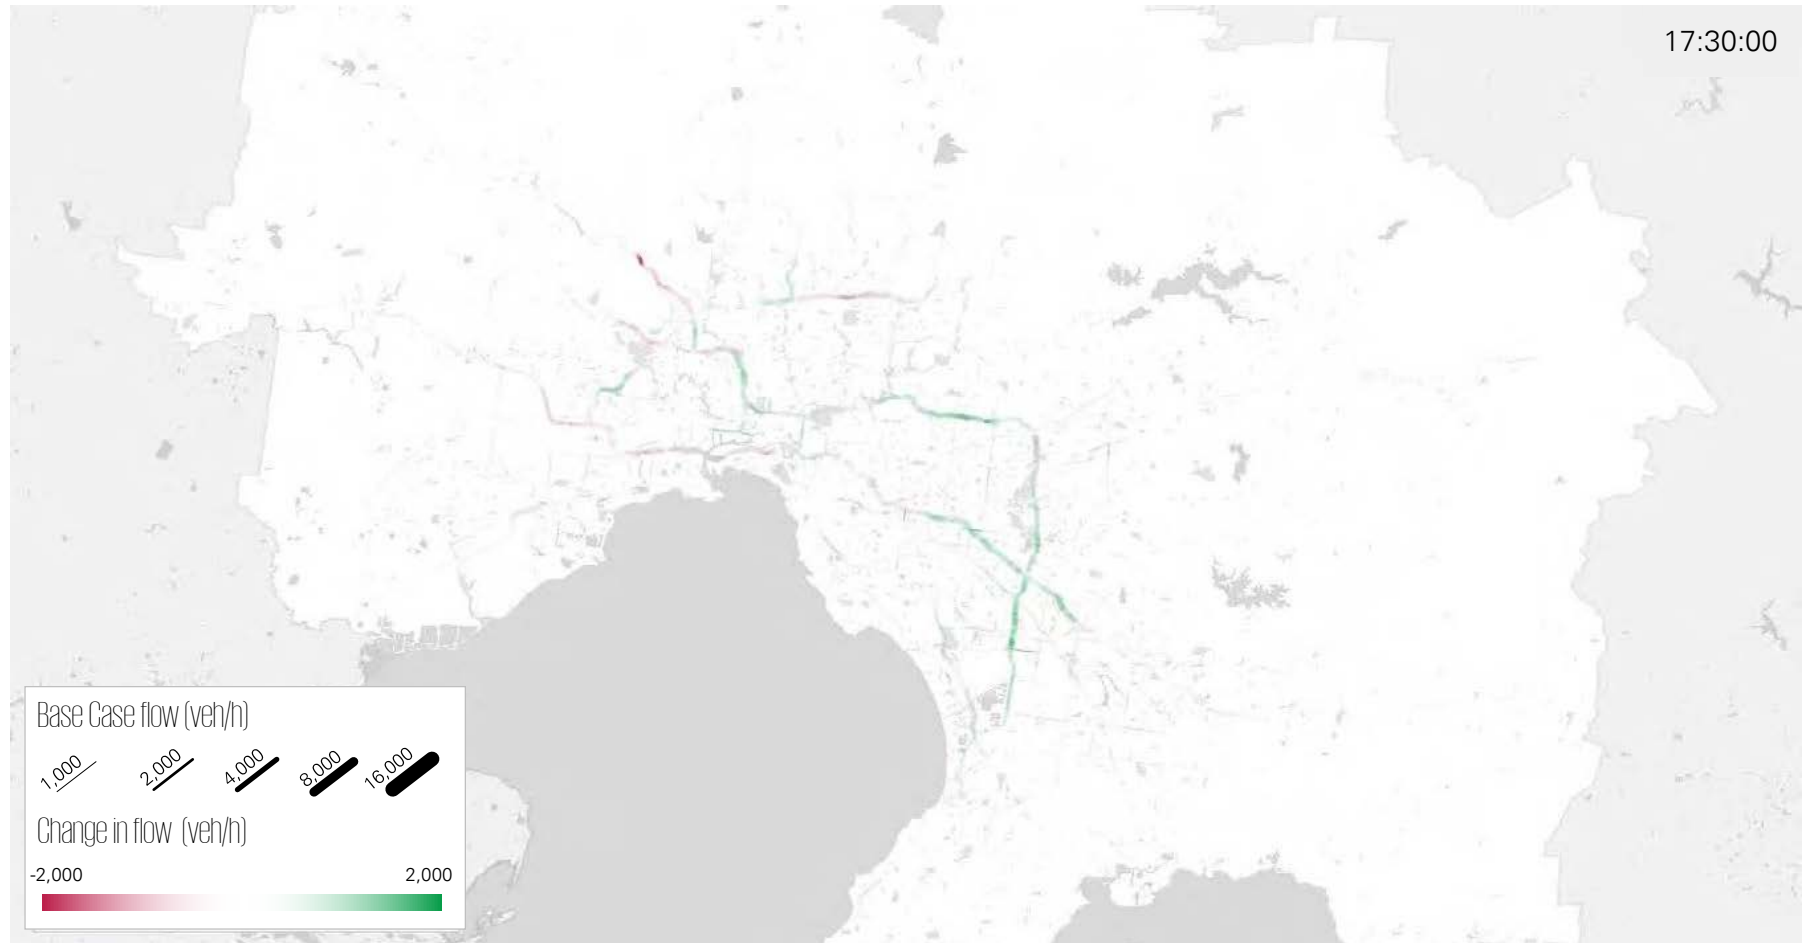 17:30:00
Base Case flow (veh/h)
1,000 2,000 4,000 8,000 16,000
Change in flow (veh/h)
-2,000 2,000